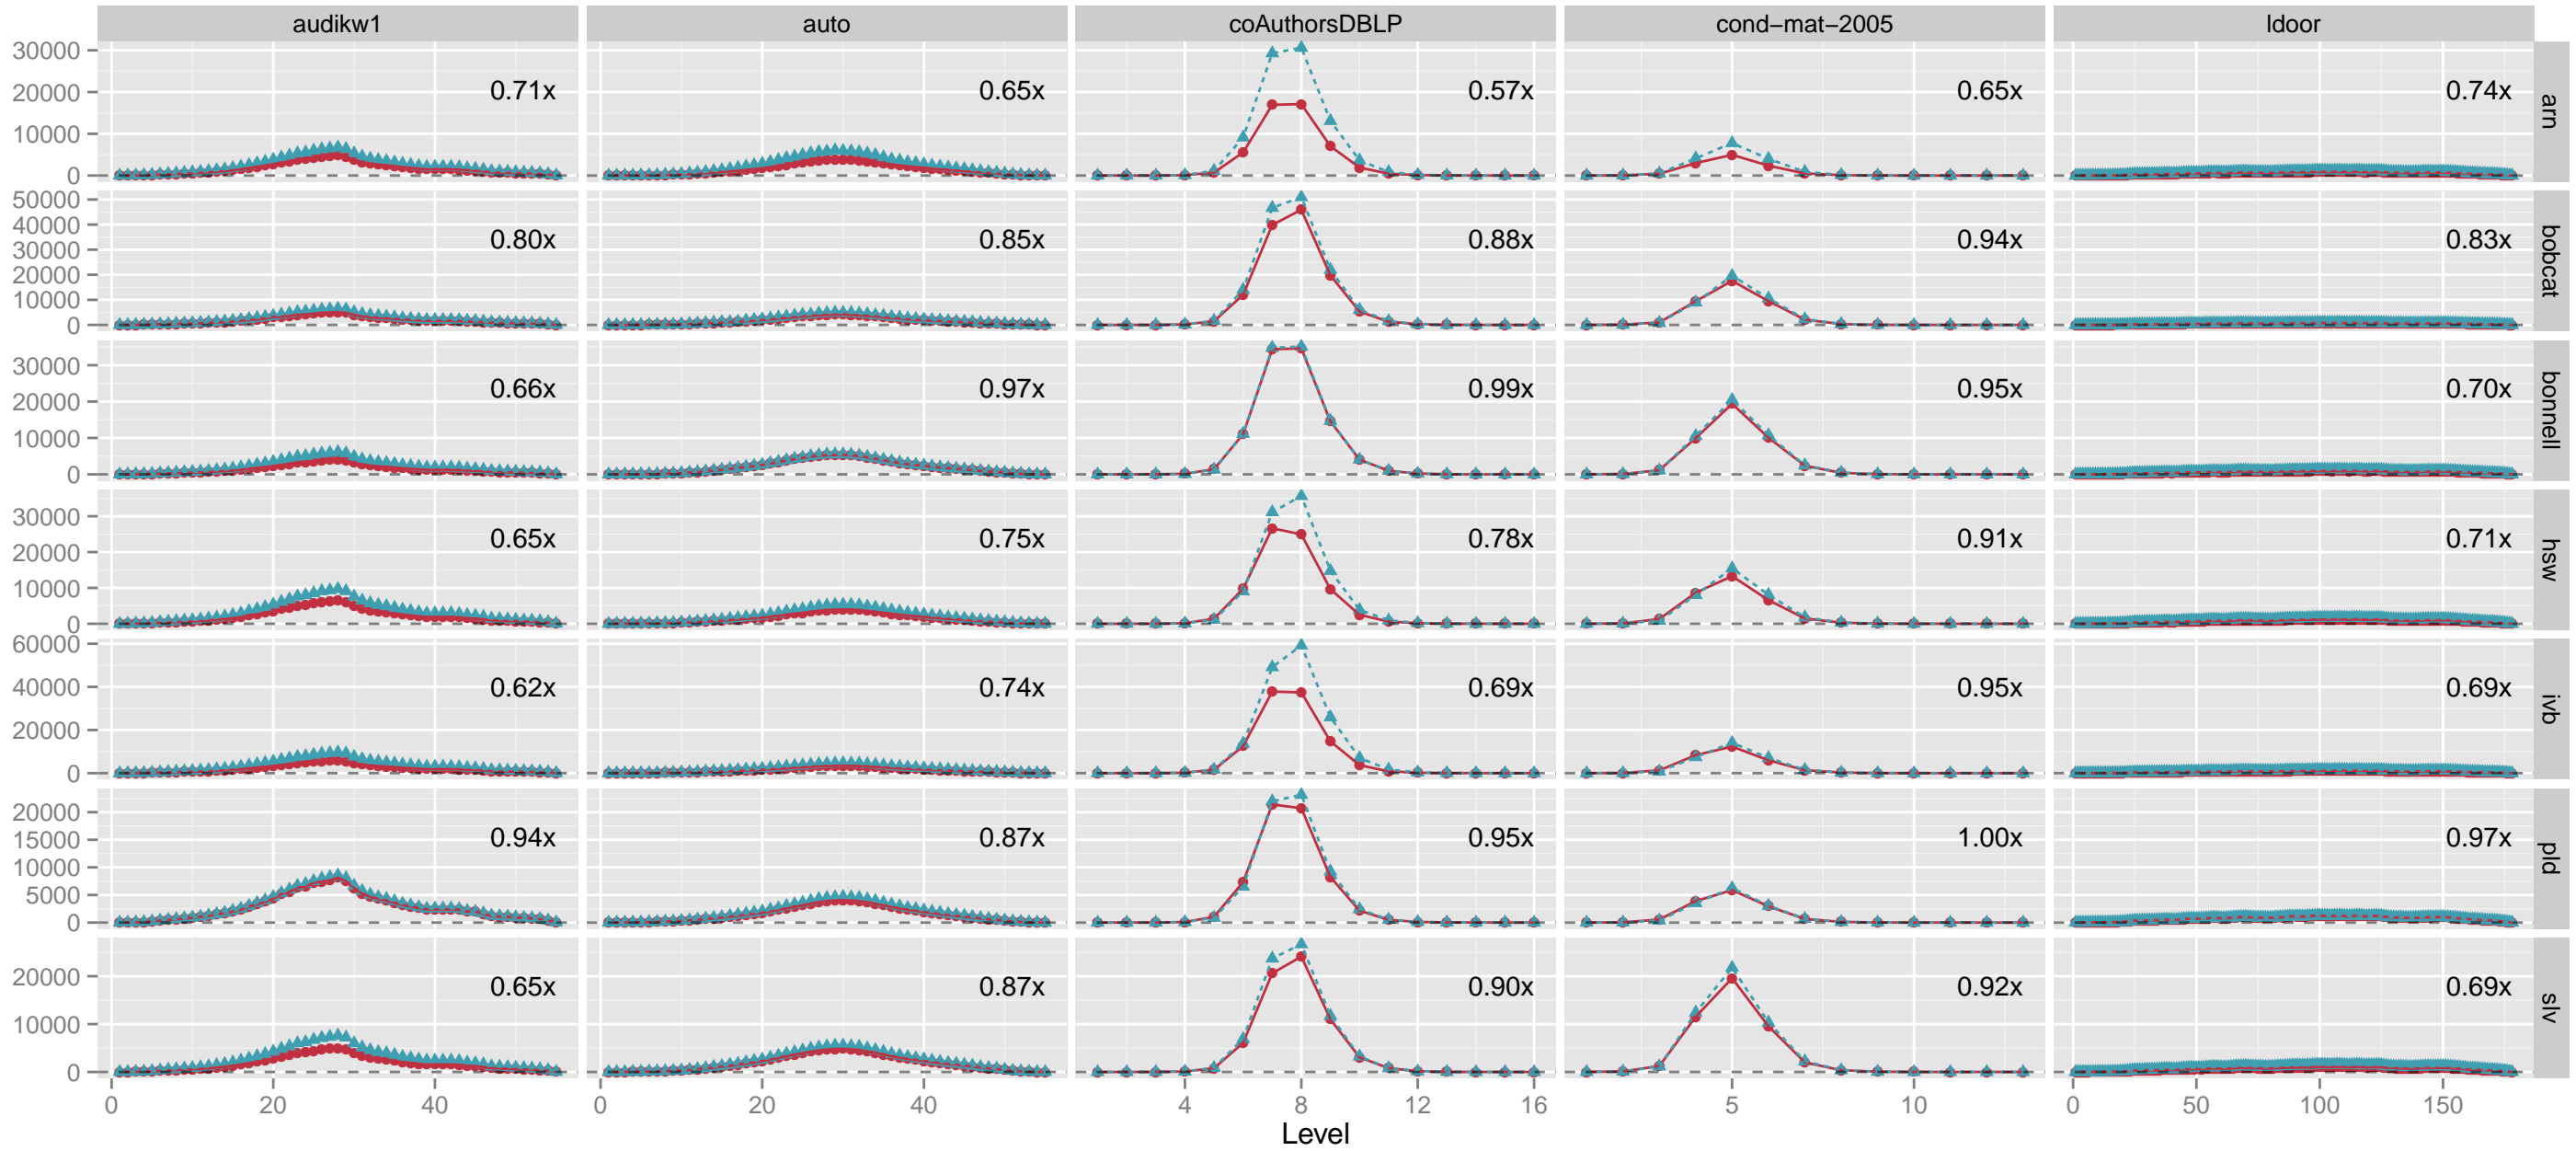 audikw1 auto coAuthorsDBLP cond−mat−2005 ldoor
30000
20000
10000
0
0.71x 0.65x 0.57x 0.65x 0.74x
arn
50000
40000
30000
20000
10000
0
0.80x 0.85x 0.88x 0.94x 0.83x
bobcat
30000
20000
10000
0
0.66x 0.97x 0.99x 0.95x 0.70x
bonnell
30000
20000
10000
0
0.65x 0.75x 0.78x 0.91x 0.71x
hsw
60000
40000
20000
0
0.62x 0.74x 0.69x 0.95x 0.69x
ivb
20000
15000
10000
5000
0
0.94x 0.87x 0.95x 1.00x 0.97x
pld
20000
10000
0
0.65x 0.87x 0.90x 0.92x 0.69x
slv
0 20 40 0 20 40 4 8 12 16 5 10 0 50 100 150
Level